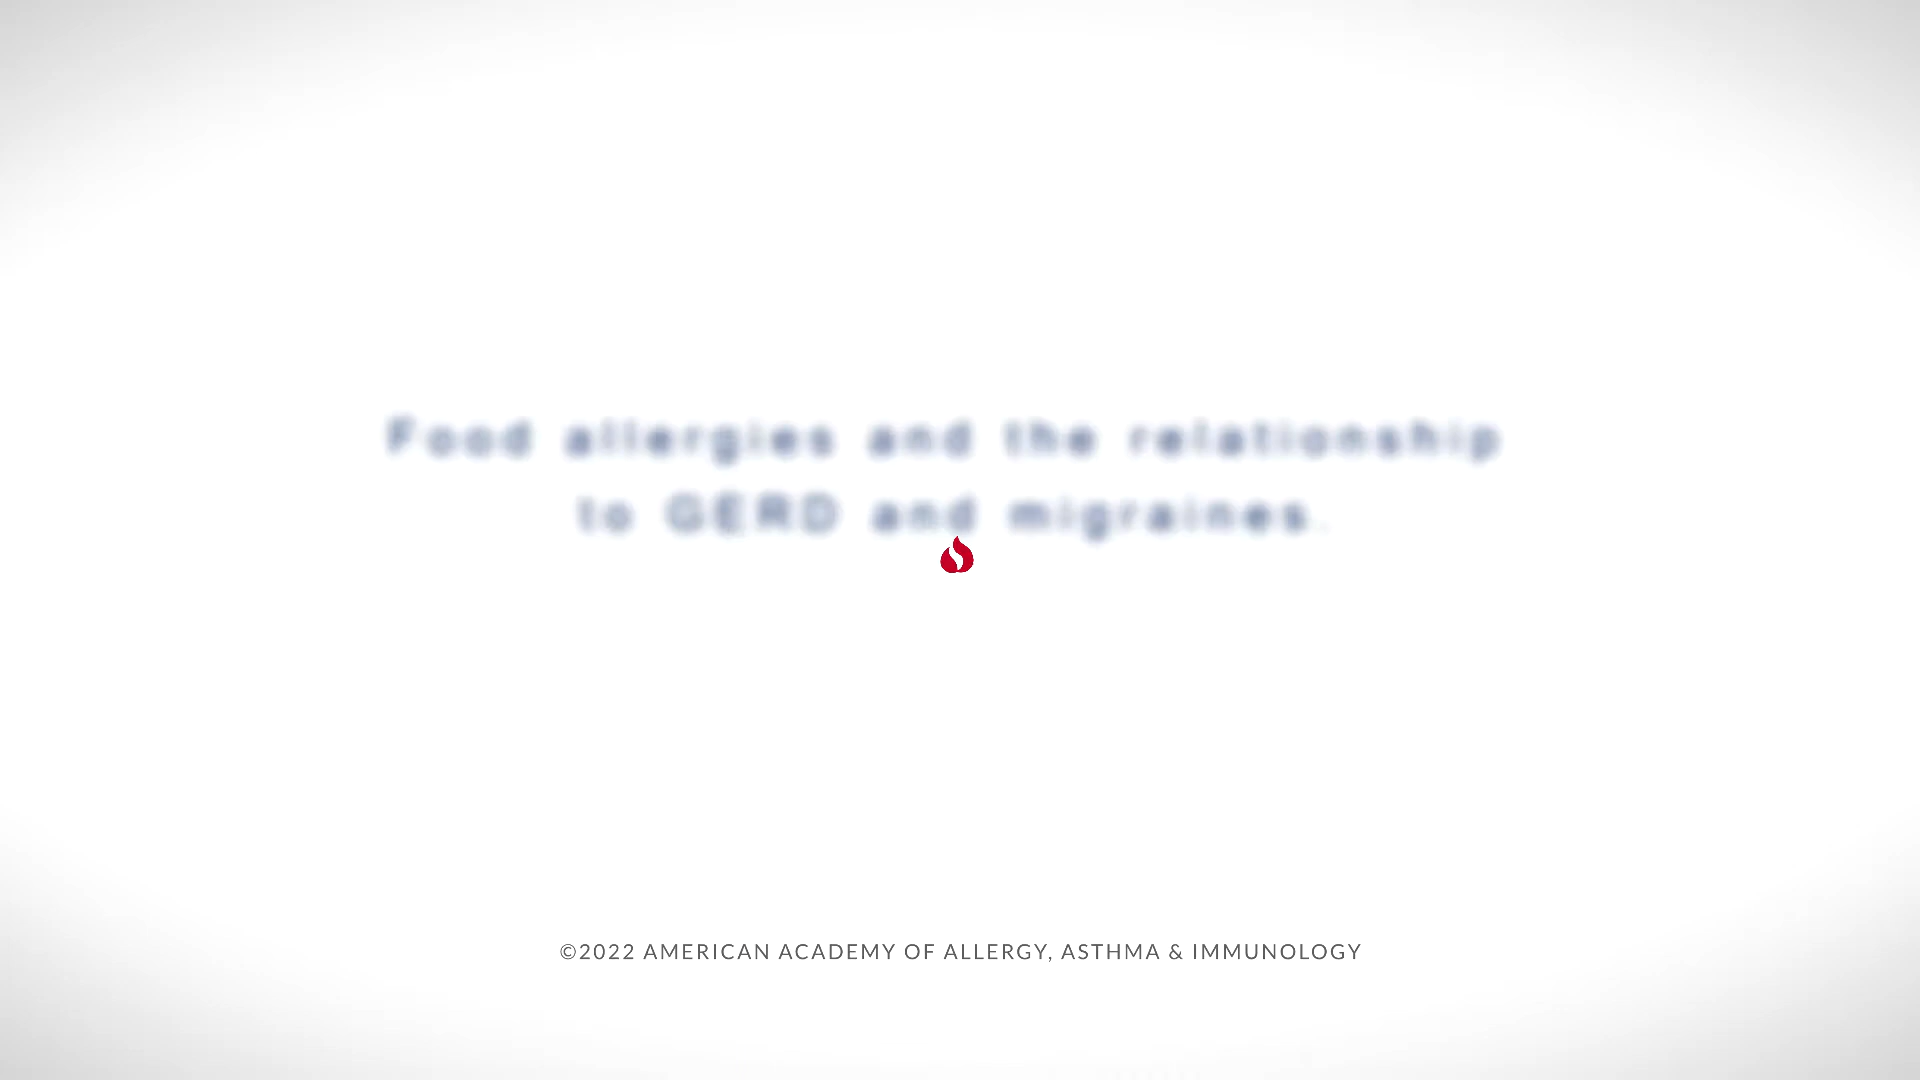 Food allergies and the relationship
to GERD and migraines.
©2022 AMERICAN ACADEMY OF ALLERGY, ASTHMA & IMMUNOLOGY